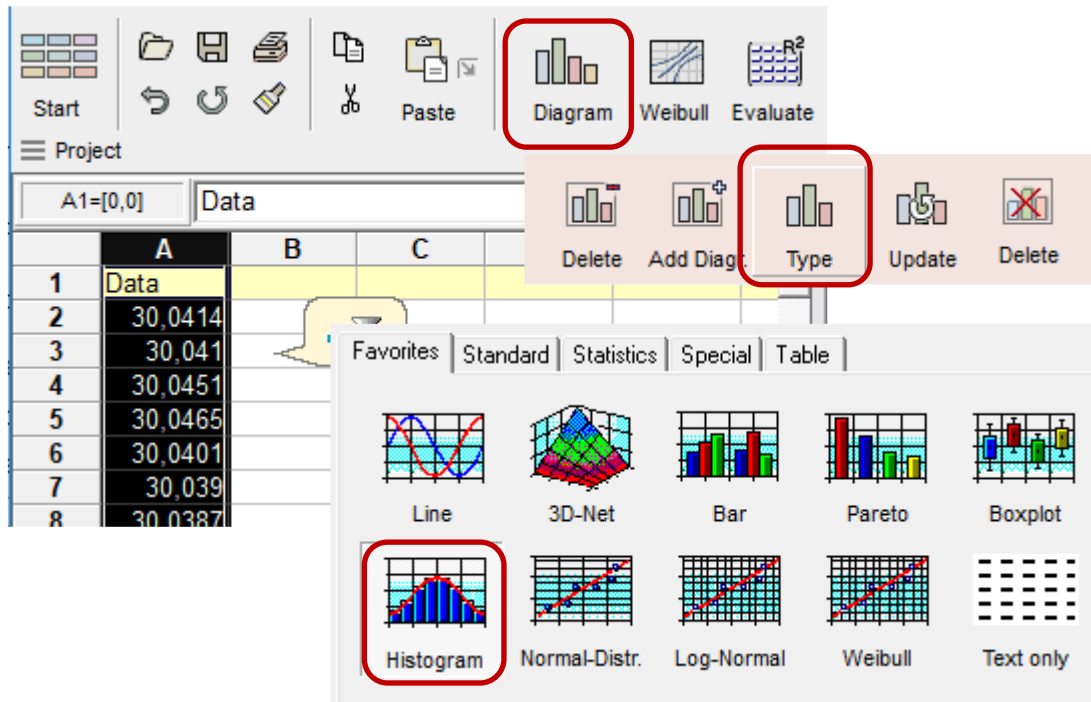 Start
Paste
Diagram Weibull Evaluate
R²
Project
A1=[0,0] Data
Delete Add Diagr. Type Update Delete
A B C
1 Data
2 30,0414
3 30,041
4 30,0451
5 30,0465
6 30,0401
7 30,039
8 30,0387
Favorites Standard Statistics Special Table
Line 3D-Net Bar Pareto Boxplot
Histogram Normal-Distr. Log-Normal Weibull Text only